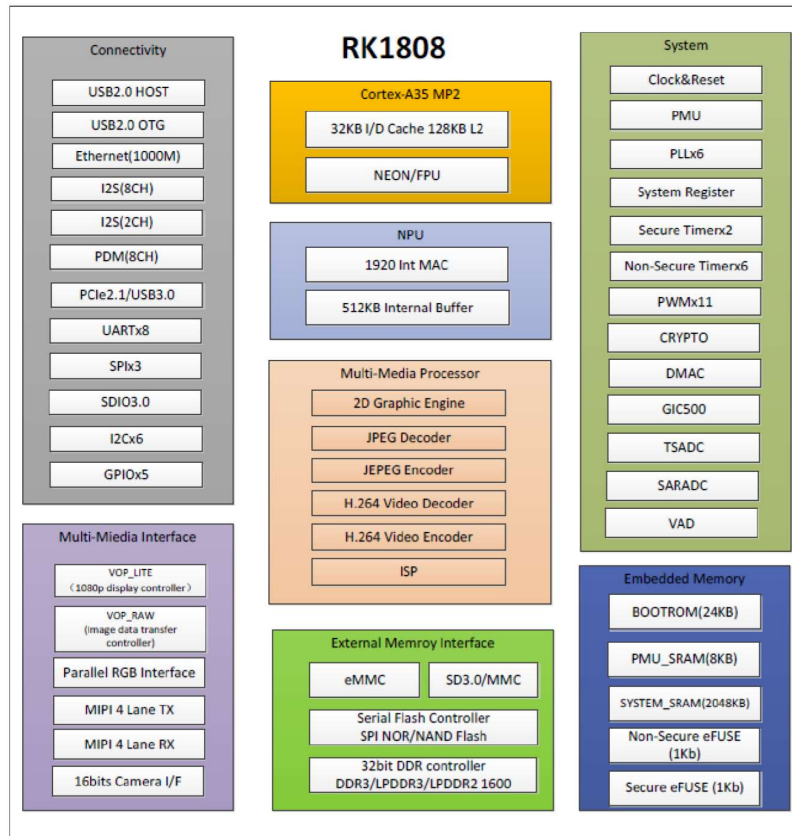 RK1808
Connectivity
USB2.0 HOST
USB2.0 OTG
Ethernet(1000M)
I2S(8CH)
I2S(2CH)
PDM(8CH)
PCIe2.1/USB3.0
UARTx8
SPIx3
SDIO3.0
I2Cx6
GPIOx5
Multi-Miedia Interface
VOP_LITE
（1080p display controller）
VOP_RAW
(Image data transfer
controller)
Parallel RGB Interface
MIPI 4 Lane TX
MIPI 4 Lane RX
16bits Camera I/F
Cortex-A35 MP2
32KB I/D Cache 128KB L2
NEON/FPU
NPU
1920 Int MAC
512KB Internal Buffer
Multi-Media Processor
2D Graphic Engine
JPEG Decoder
JEPEG Encoder
H.264 Video Decoder
H.264 Video Encoder
ISP
External Memroy Interface
eMMC
SD3.0/MMC
Serial Flash Controller
SPI NOR/NAND Flash
32bit DDR controller
DDR3/LPDDR3/LPDDR2 1600
System
Clock&Reset
PMU
PLLx6
System Register
Secure Timerx2
Non-Secure Timerx6
PWMx11
CRYPTO
DMAC
GIC500
TSADC
SARADC
VAD
Embedded Memory
BOOTROM(24KB)
PMU_SRAM(8KB)
SYSTEM_SRAM(2048KB)
Non-Secure eFUSE
(1Kb)
Secure eFUSE (1Kb)